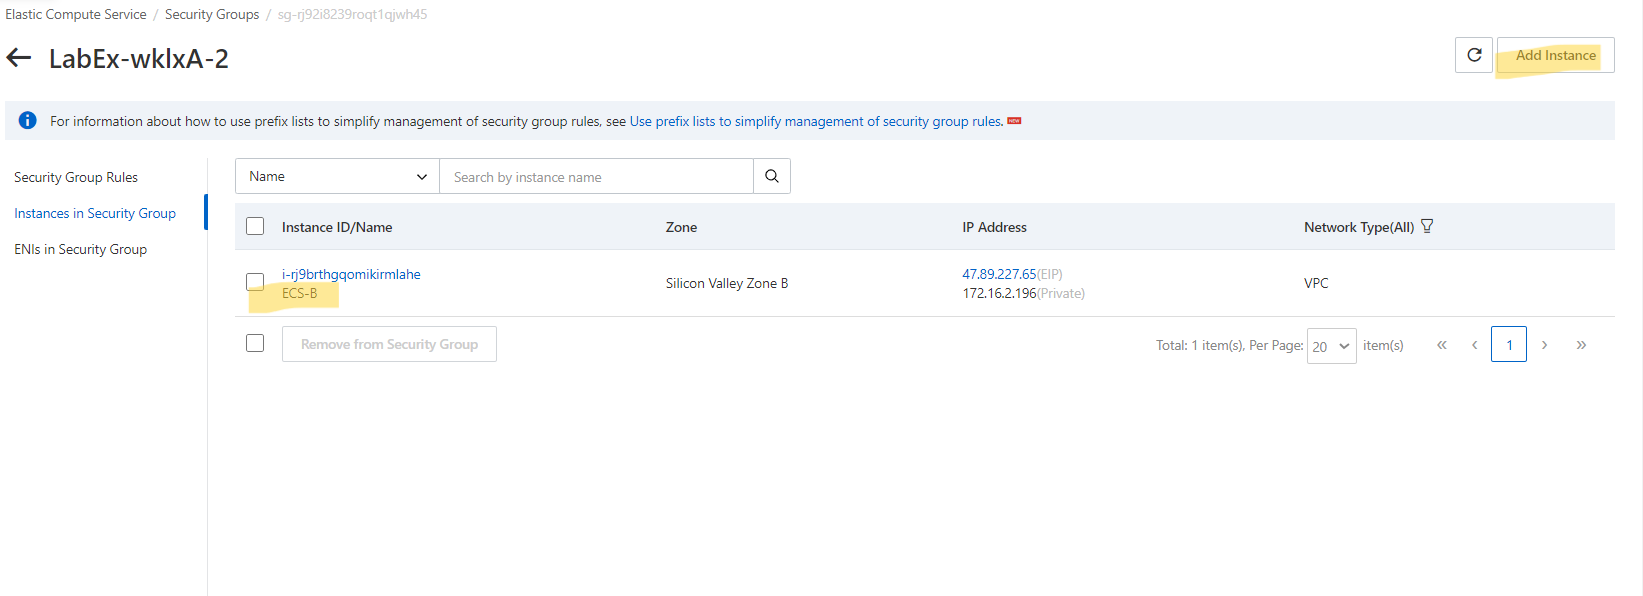 Elastic Compute Service / Security Groups / sg-rj92i8239roqt1qjwh45
LabEx-wklxA-2
Add Instance
For information about how to use prefix lists to simplify management of security group rules, see Use prefix lists to simplify management of security group rules. NEW
Security Group Rules
Instances in Security Group
ENIs in Security Group
Name
Search by instance name
Instance ID/Name Zone IP Address Network Type(All)
i-rj9brthgqomikirmlahe
ECS-B
Silicon Valley Zone B
47.89.227.65(EIP)
172.16.2.196(Private)
VPC
Remove from Security Group
Total: 1 item(s), Per Page: 20 item(s) « ‹ 1 › »